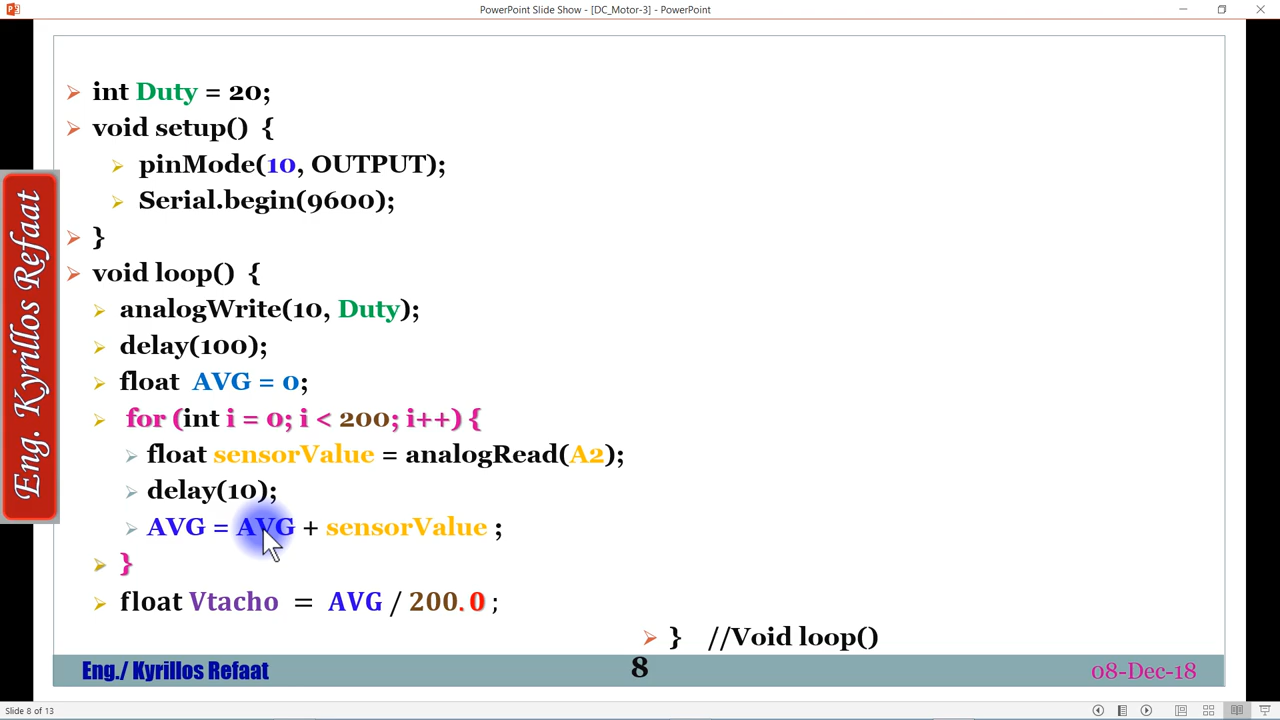 PowerPoint Slide Show - [DC_Motor-3] - PowerPoint
int Duty = 20;
void setup() {
pinMode(10, OUTPUT);
Serial.begin(9600);
}
void loop() {
analogWrite(10, Duty);
delay(100);
float AVG = 0;
for (int i = 0; i < 200; i++) {
float sensorValue = analogRead(A2);
delay(10);
AVG = AVG + sensorValue ;
}
float Vtacho = AVG / 200.0 ;
} //Void loop()
Eng. Kyrillos Refaat
Eng./ Kyrillos Refaat
8
08-Dec-18
Slide 8 of 13